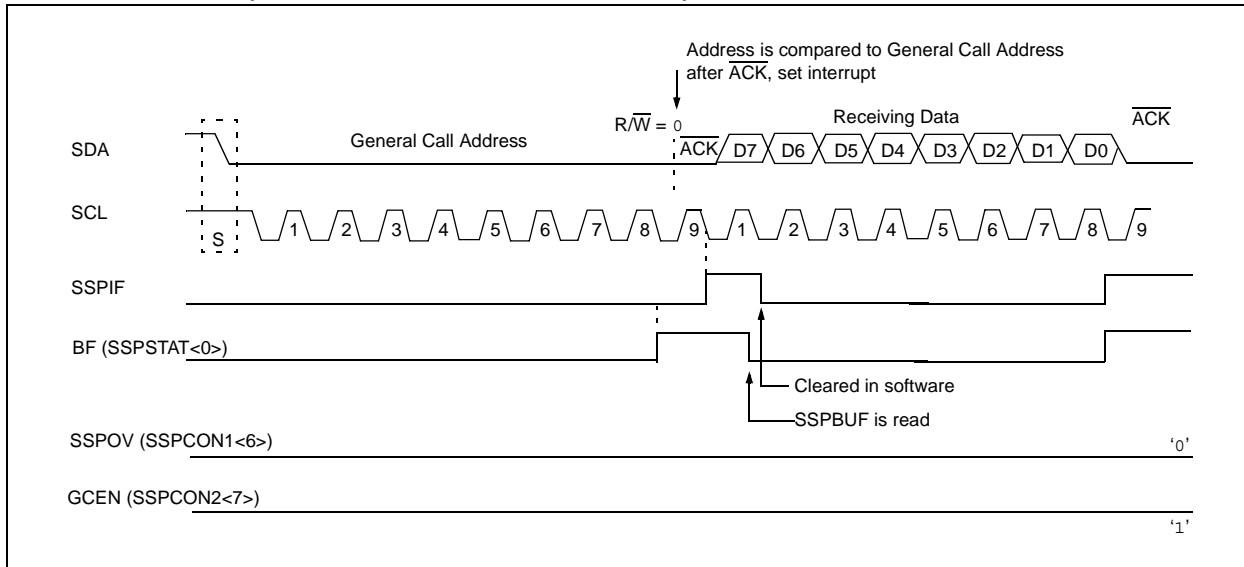 Address is compared to General Call Address
after ACK, set interrupt
R/W = 0
Receiving Data
ACK
SDA
General Call Address
ACK
D7 D6 D5 D4 D3 D2 D1 D0
SCL
S
1 2 3 4 5 6 7 8 9 1 2 3 4 5 6 7 8 9
SSPIF
BF (SSPSTAT<0>)
Cleared in software
SSPBUF is read
SSPOV (SSPCON1<6>)
‘0’
GCEN (SSPCON2<7>)
‘1’